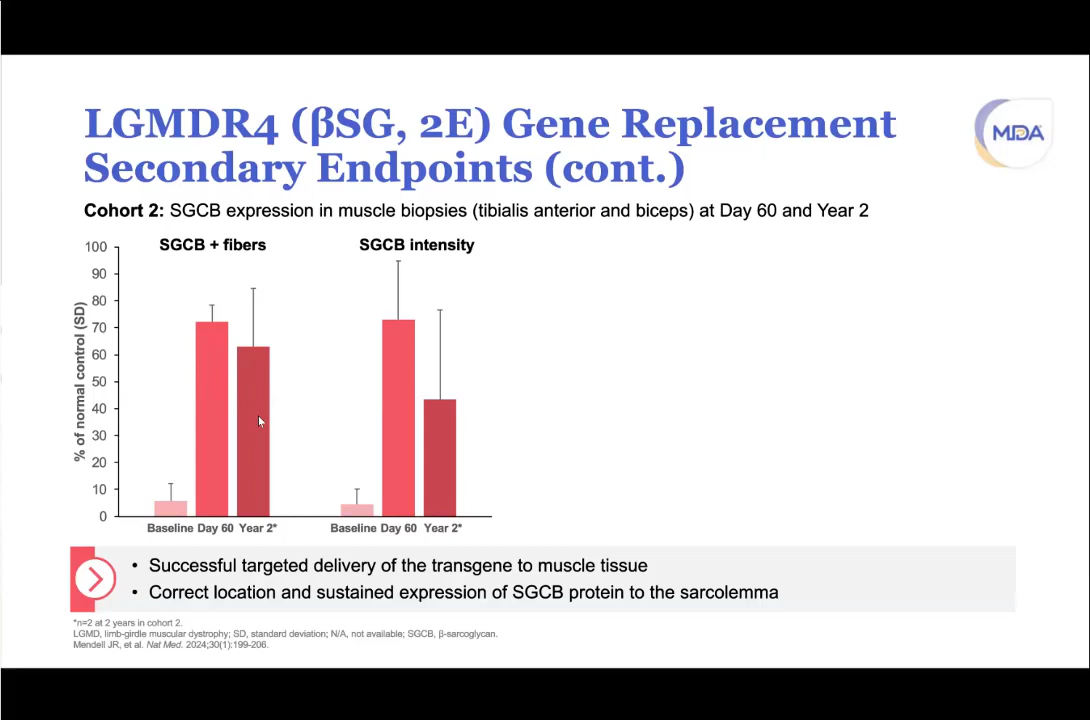 LGMDR4 (βSG, 2E) Gene Replacement
Secondary Endpoints (cont.)
MDA
Cohort 2: SGCB expression in muscle biopsies (tibialis anterior and biceps) at Day 60 and Year 2
SGCB + fibers
SGCB intensity
% of normal control (SD)
100
90
80
70
60
50
40
30
20
10
0
Baseline Day 60 Year 2*
Baseline Day 60 Year 2*
• Successful targeted delivery of the transgene to muscle tissue
• Correct location and sustained expression of SGCB protein to the sarcolemma
*n=2 at 2 years in cohort 2.
LGMD, limb-girdle muscular dystrophy; SD, standard deviation; N/A, not available; SGCB, β-sarcoglycan.
Mendell JR, et al. Nat Med. 2024;30(1):199-206.